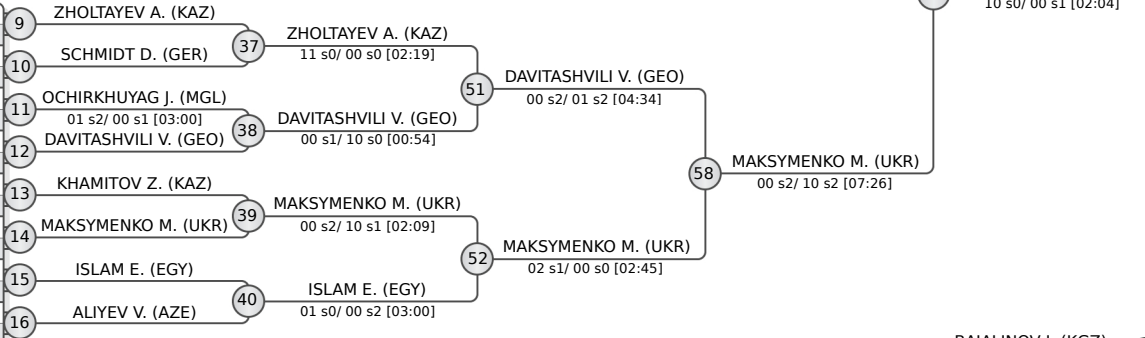 10 s0/ 00 s1 [02:04]
9
ZHOLTAYEV A. (KAZ)
37
ZHOLTAYEV A. (KAZ)
11 s0/ 00 s0 [02:19]
10
SCHMIDT D. (GER)
51
DAVITASHVILI V. (GEO)
00 s2/ 01 s2 [04:34]
11
OCHIRKHUYAG J. (MGL)
01 s2/ 00 s1 [03:00]
38
DAVITASHVILI V. (GEO)
00 s1/ 10 s0 [00:54]
12
DAVITASHVILI V. (GEO)
58
MAKSYMENKO M. (UKR)
00 s2/ 10 s2 [07:26]
13
KHAMITOV Z. (KAZ)
39
MAKSYMENKO M. (UKR)
00 s2/ 10 s1 [02:09]
14
MAKSYMENKO M. (UKR)
52
MAKSYMENKO M. (UKR)
02 s1/ 00 s0 [02:45]
15
ISLAM E. (EGY)
40
ISLAM E. (EGY)
01 s0/ 00 s2 [03:00]
16
ALIYEV V. (AZE)